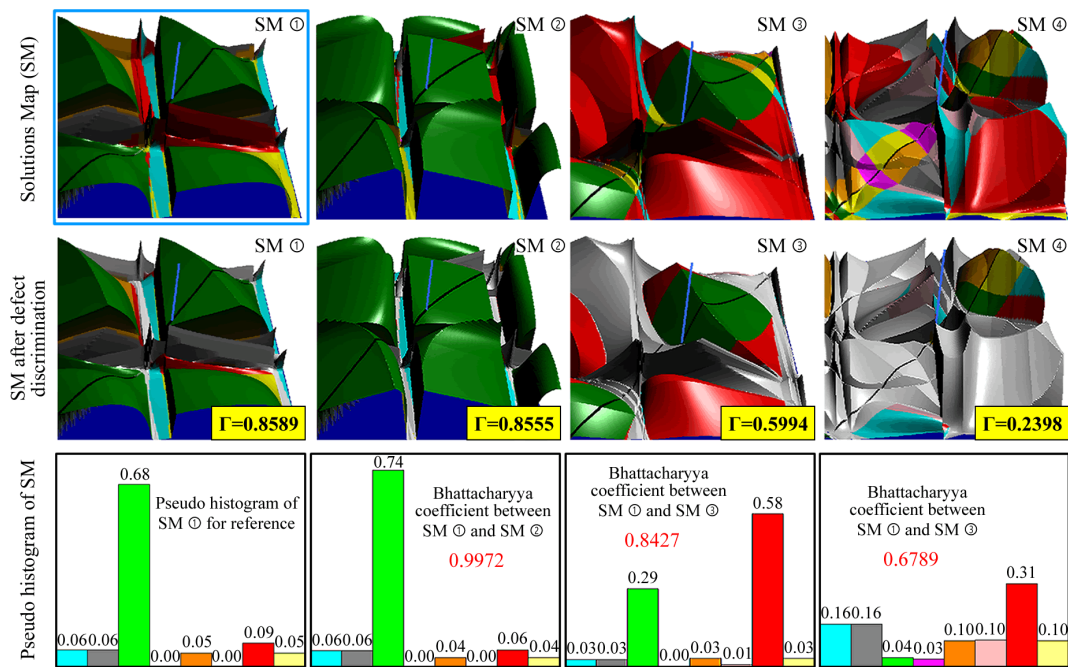 Solutions Map (SM)
SM ①
SM ②
SM ③
SM ④
SM after defect
discrimination
SM ①
SM ②
SM ③
SM ④
Γ=0.8589
Γ=0.8555
Γ=0.5994
Γ=0.2398
Pseudo histogram of SM
Pseudo histogram of
SM ① for reference
0.06
0.06
0.68
0.00
0.05
0.00
0.09
0.05
Bhattacharyya
coefficient between
SM ① and SM ②
0.9972
0.06
0.06
0.74
0.00
0.04
0.00
0.06
0.04
Bhattacharyya
coefficient between
SM ① and SM ③
0.8427
0.03
0.03
0.29
0.00
0.03
0.01
0.58
0.03
Bhattacharyya
coefficient between
SM ① and SM ③
0.6789
0.16
0.16
0.04
0.03
0.10
0.10
0.31
0.10